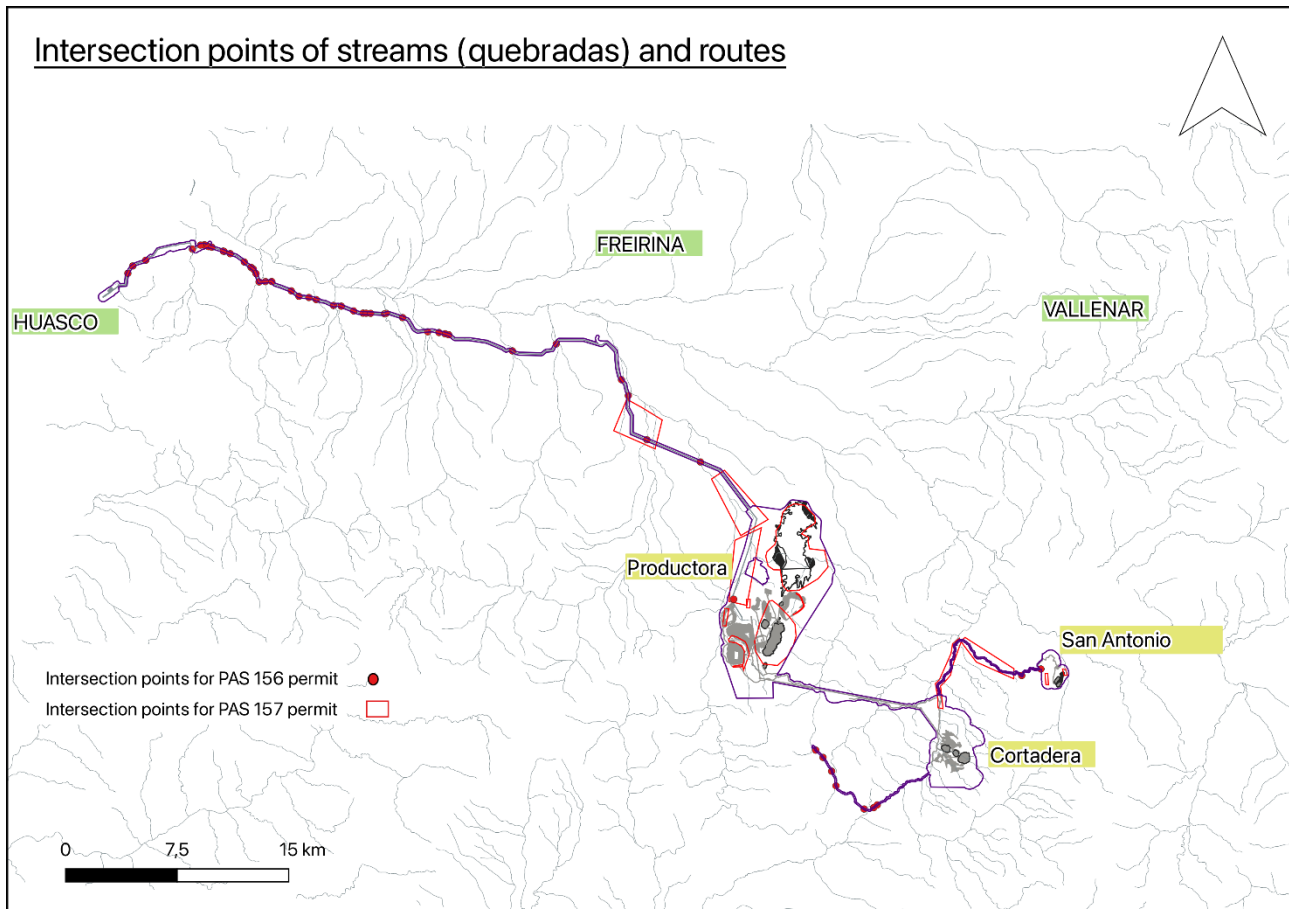 Intersection points of streams (quebradas) and routes
FREIRINA
VALLENAR
HUASCO
Productora
San Antonio
Intersection points for PAS 156 permit
Intersection points for PAS 157 permit
Cortadera
0 7,5 15 km